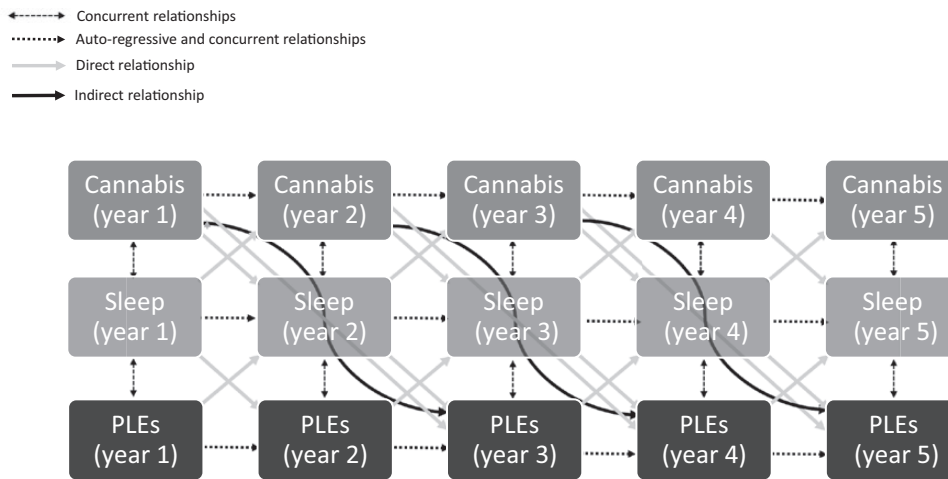 Concurrent relationships
Auto-regressive and concurrent relationships
Direct relationship
Indirect relationship
Cannabis
(year 1)
Cannabis
(year 2)
Cannabis
(year 3)
Cannabis
(year 4)
Cannabis
(year 5)
Sleep
(year 1)
Sleep
(year 2)
Sleep
(year 3)
Sleep
(year 4)
Sleep
(year 5)
PLEs
(year 1)
PLEs
(year 2)
PLEs
(year 3)
PLEs
(year 4)
PLEs
(year 5)